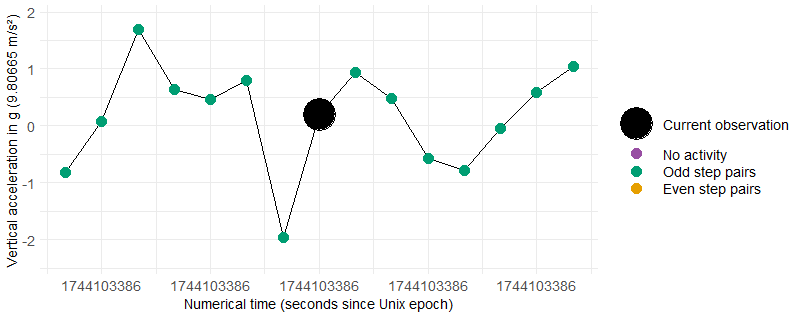 Vertical acceleration in g (9.80665 m/s²)
2
1
0
-1
-2
1744103386 1744103386 1744103386 1744103386 1744103386
Numerical time (seconds since Unix epoch)
Current observation
No activity
Odd step pairs
Even step pairs